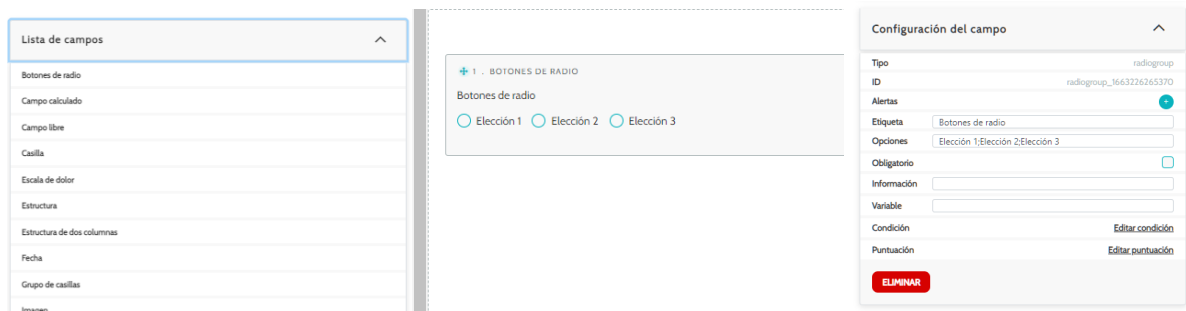 Lista de campos
Botones de radio
Campo calculado
Campo libre
Casilla
Escala de dolor
Estructura
Estructura de dos columnas
Fecha
Grupo de casillas
Imagen
1 . BOTONES DE RADIO
Botones de radio
Elección 1 Elección 2 Elección 3
Configuración del campo
Tipo radiogroup
ID radiogroup_1663226265370
Alertas +
Etiqueta Botones de radio
Opciones Elección 1;Elección 2;Elección 3
Obligatorio
Información
Variable
Condición Editar condición
Puntuación Editar puntuación
ELIMINAR